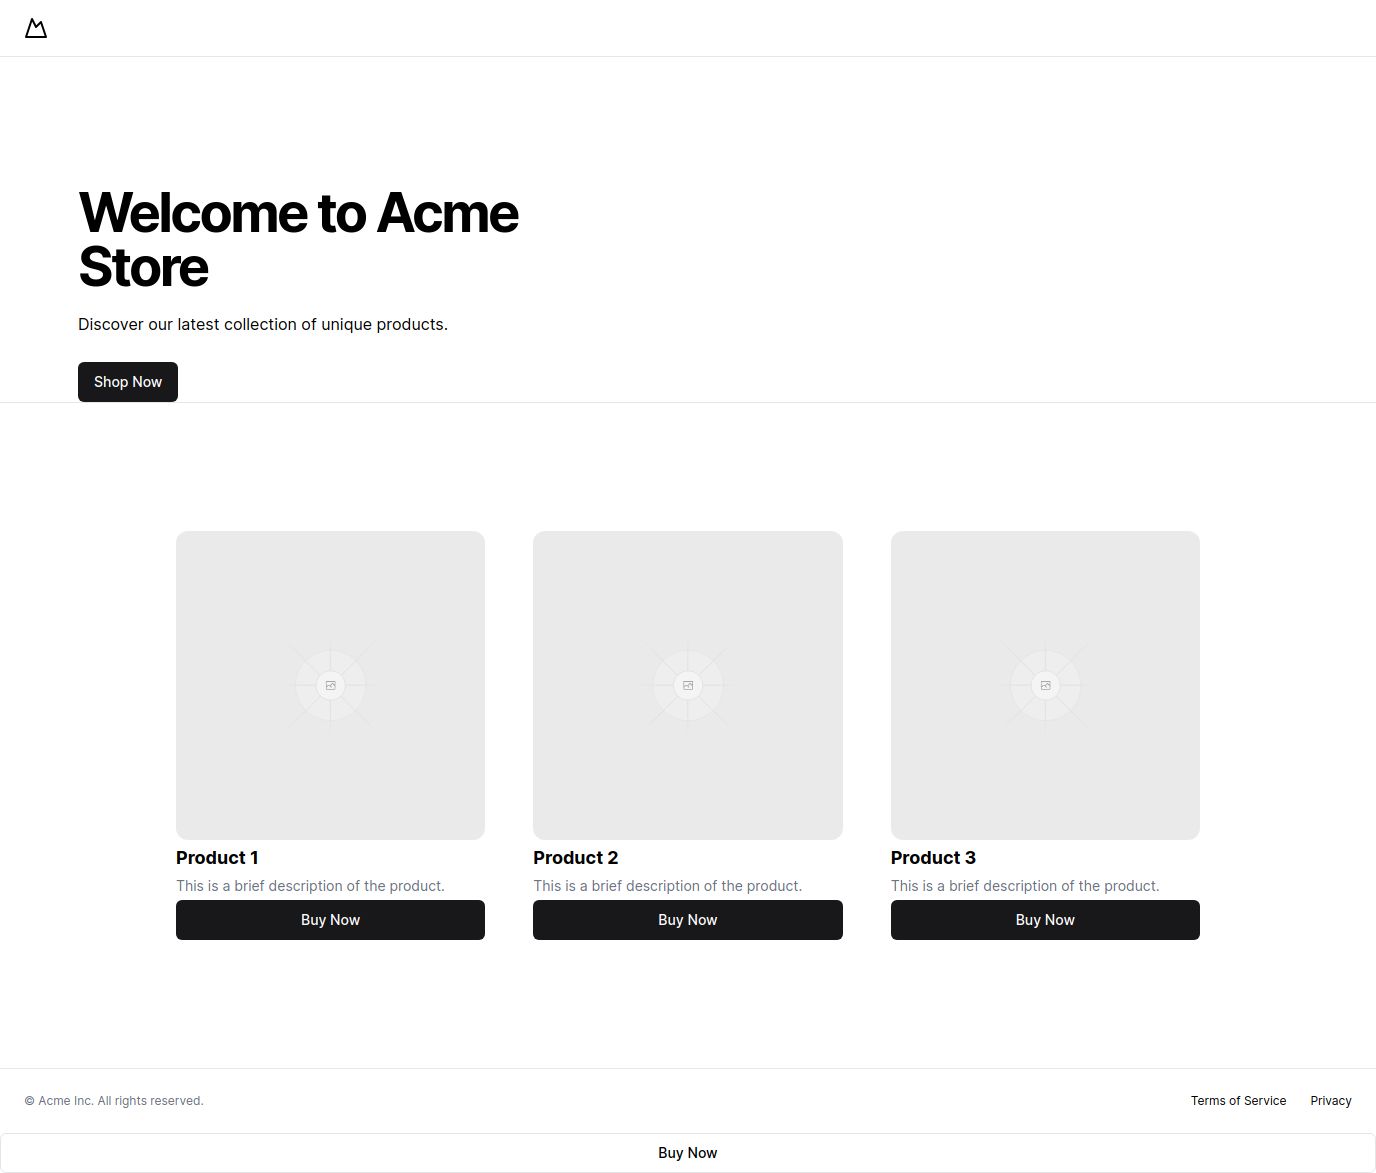 Welcome to Acme
Store
Discover our latest collection of unique products.
Shop Now
Product 1
This is a brief description of the product.
Buy Now
Product 2
This is a brief description of the product.
Buy Now
Product 3
This is a brief description of the product.
Buy Now
© Acme Inc. All rights reserved.
Terms of Service
Privacy
Buy Now